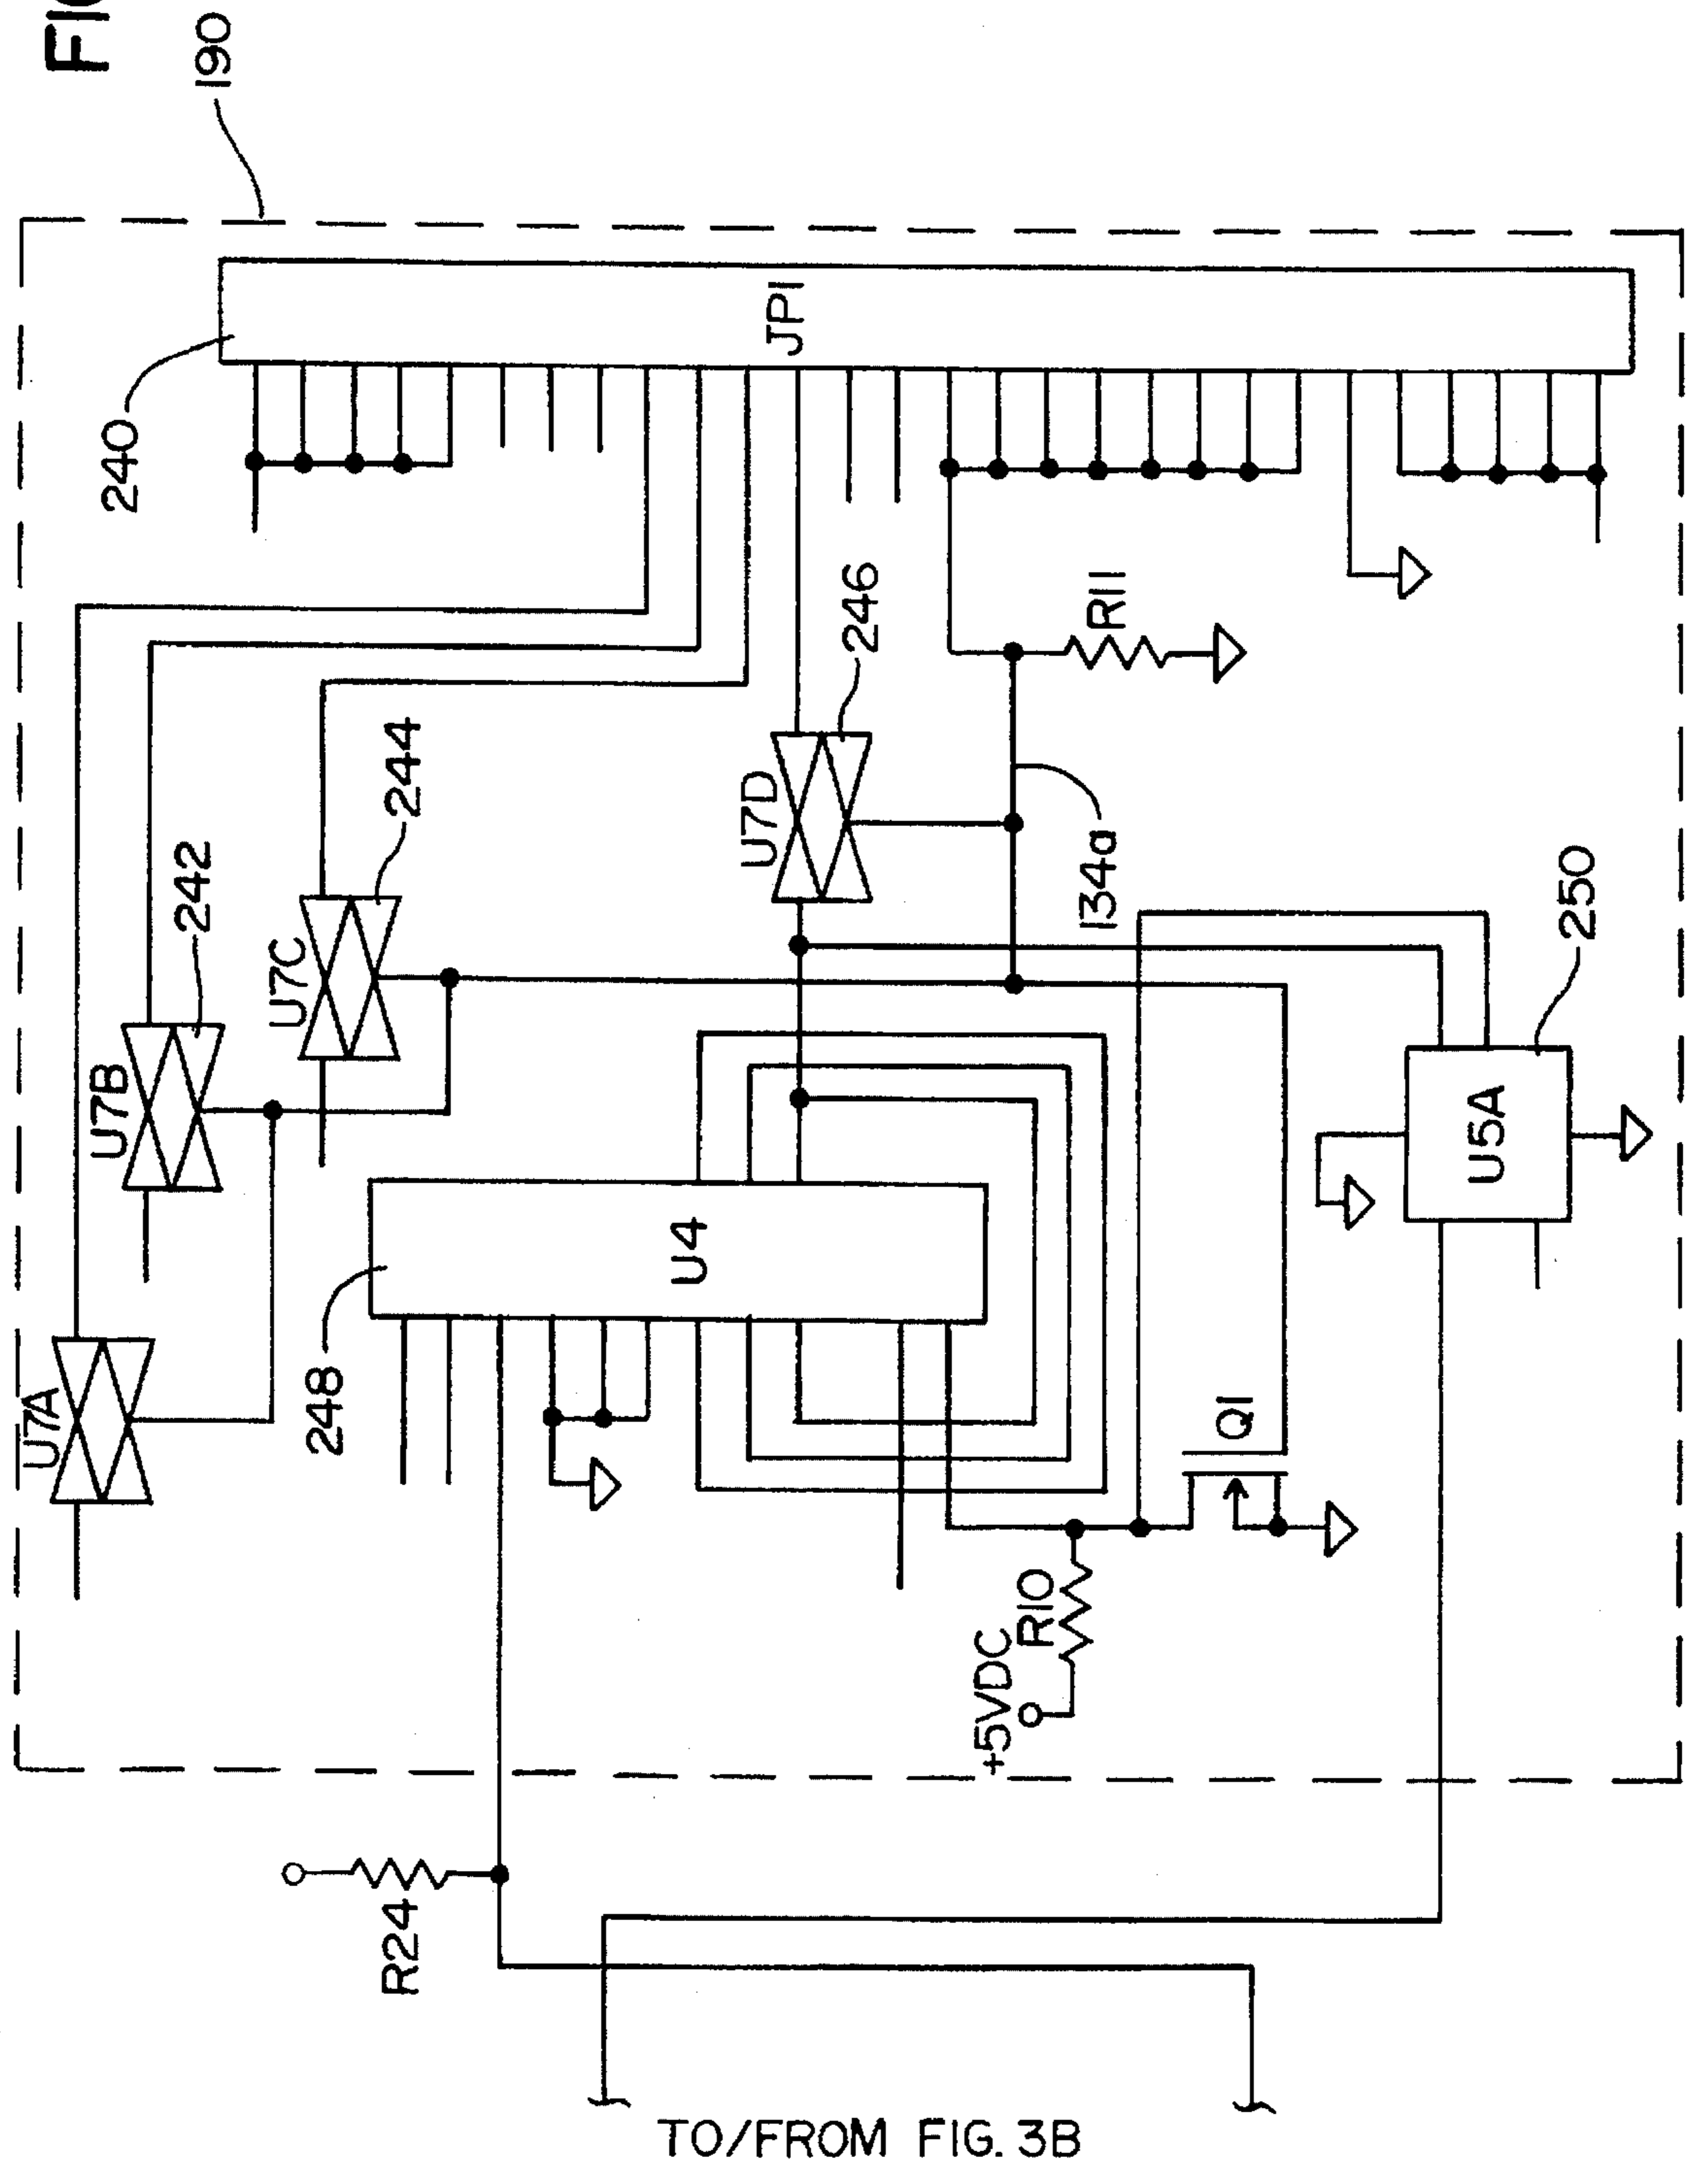 190
240
JP1
R11
246
U7D
134a
244
U7C
242
U7B
U7A
248
U4
250
U5A
Q1
R10
+5VDC
R24
TO/FROM FIG. 3B